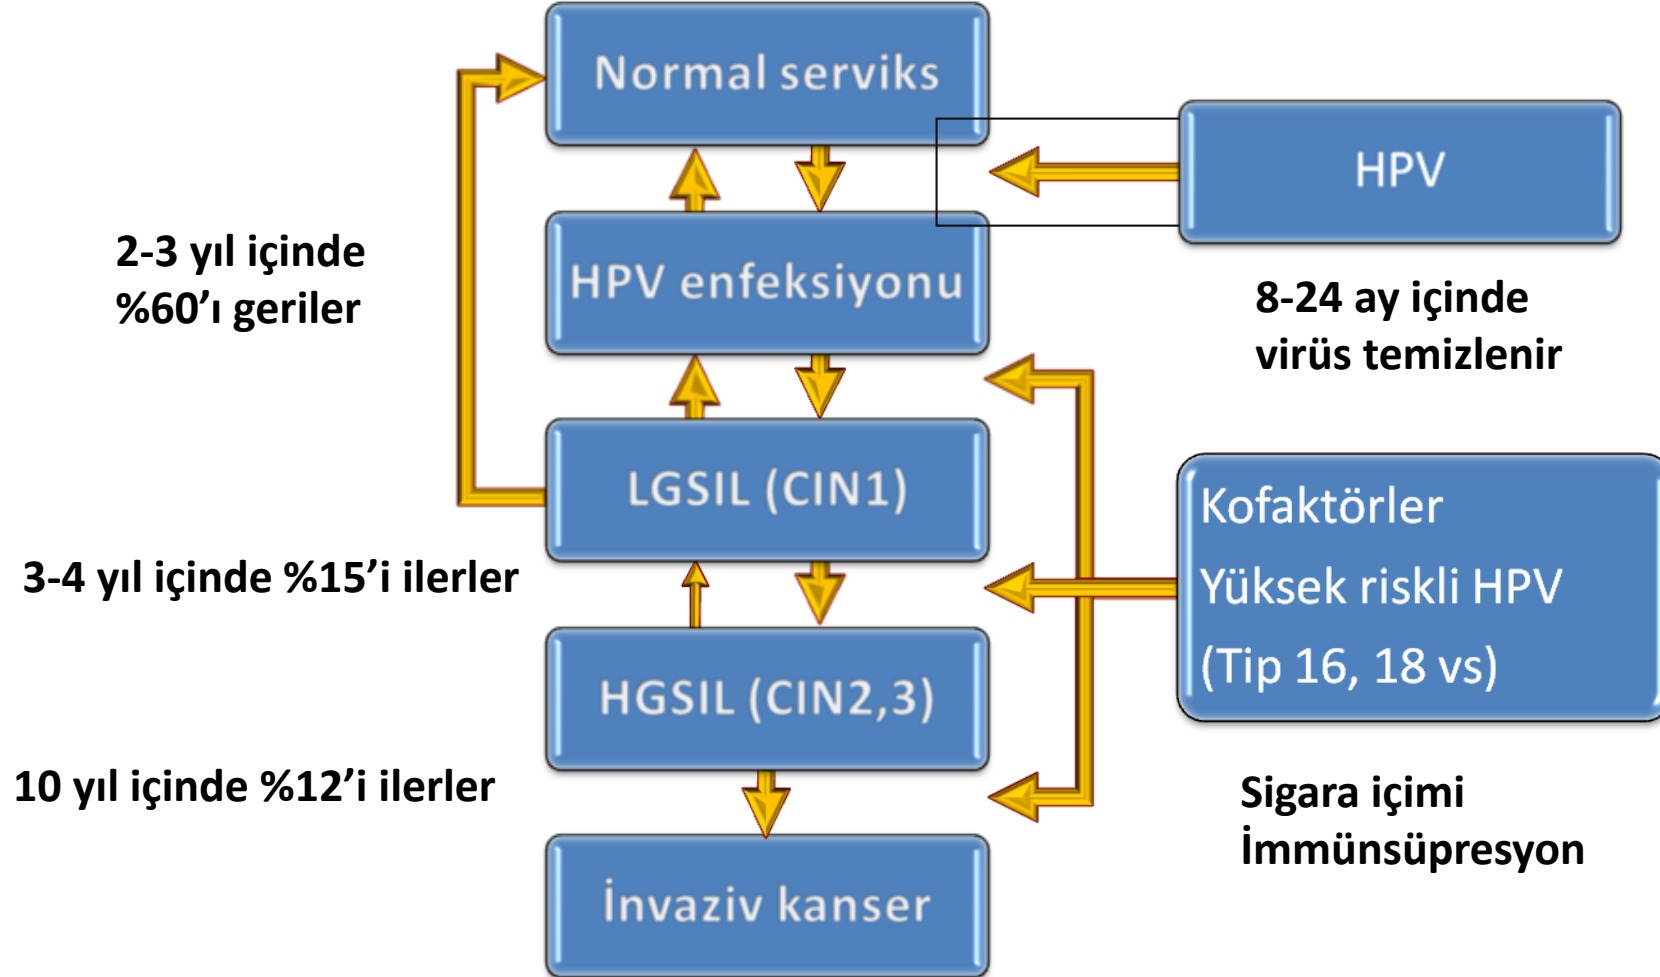 Normal serviks
HPV
HPV enfeksiyonu
2-3 yıl içinde
%60’ı geriler
8-24 ay içinde
virüs temizlenir
LGSIL (CIN1)
Kofaktörler
Yüksek riskli HPV
(Tip 16, 18 vs)
3-4 yıl içinde %15’i ilerler
HGSIL (CIN2,3)
10 yıl içinde %12’i ilerler
Sigara içimi
İmmünsüpresyon
İnvaziv kanser